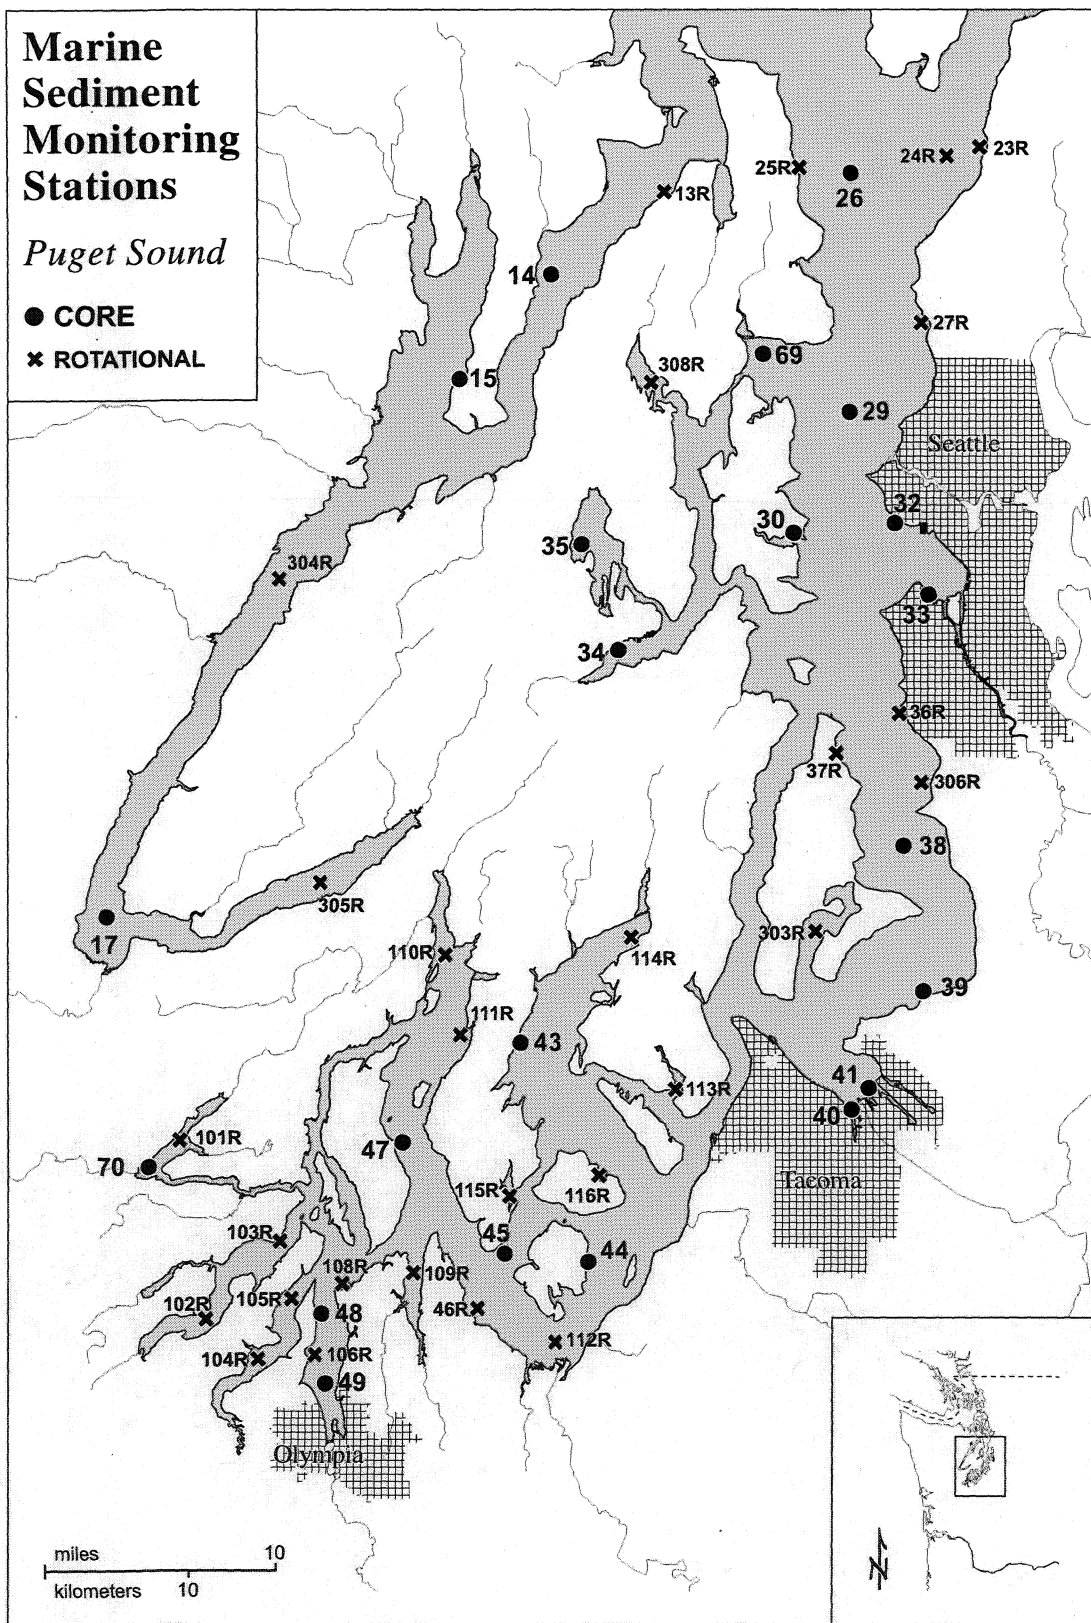 Marine
Sediment
Monitoring
Stations
Puget Sound
CORE
ROTATIONAL
25R
26
24R
23R
13R
14
27R
69
308R
15
29
Seattle
32
30
35
304R
33
34
36R
37R
306R
38
305R
17
303R
110R
114R
39
111R
43
41
113R
40
101R
47
70
115R
116R
Tacoma
103R
45
44
108R
109R
105R
102R
48
46R
112R
104R
106R
49
Olympia
miles
10
kilometers
10
N